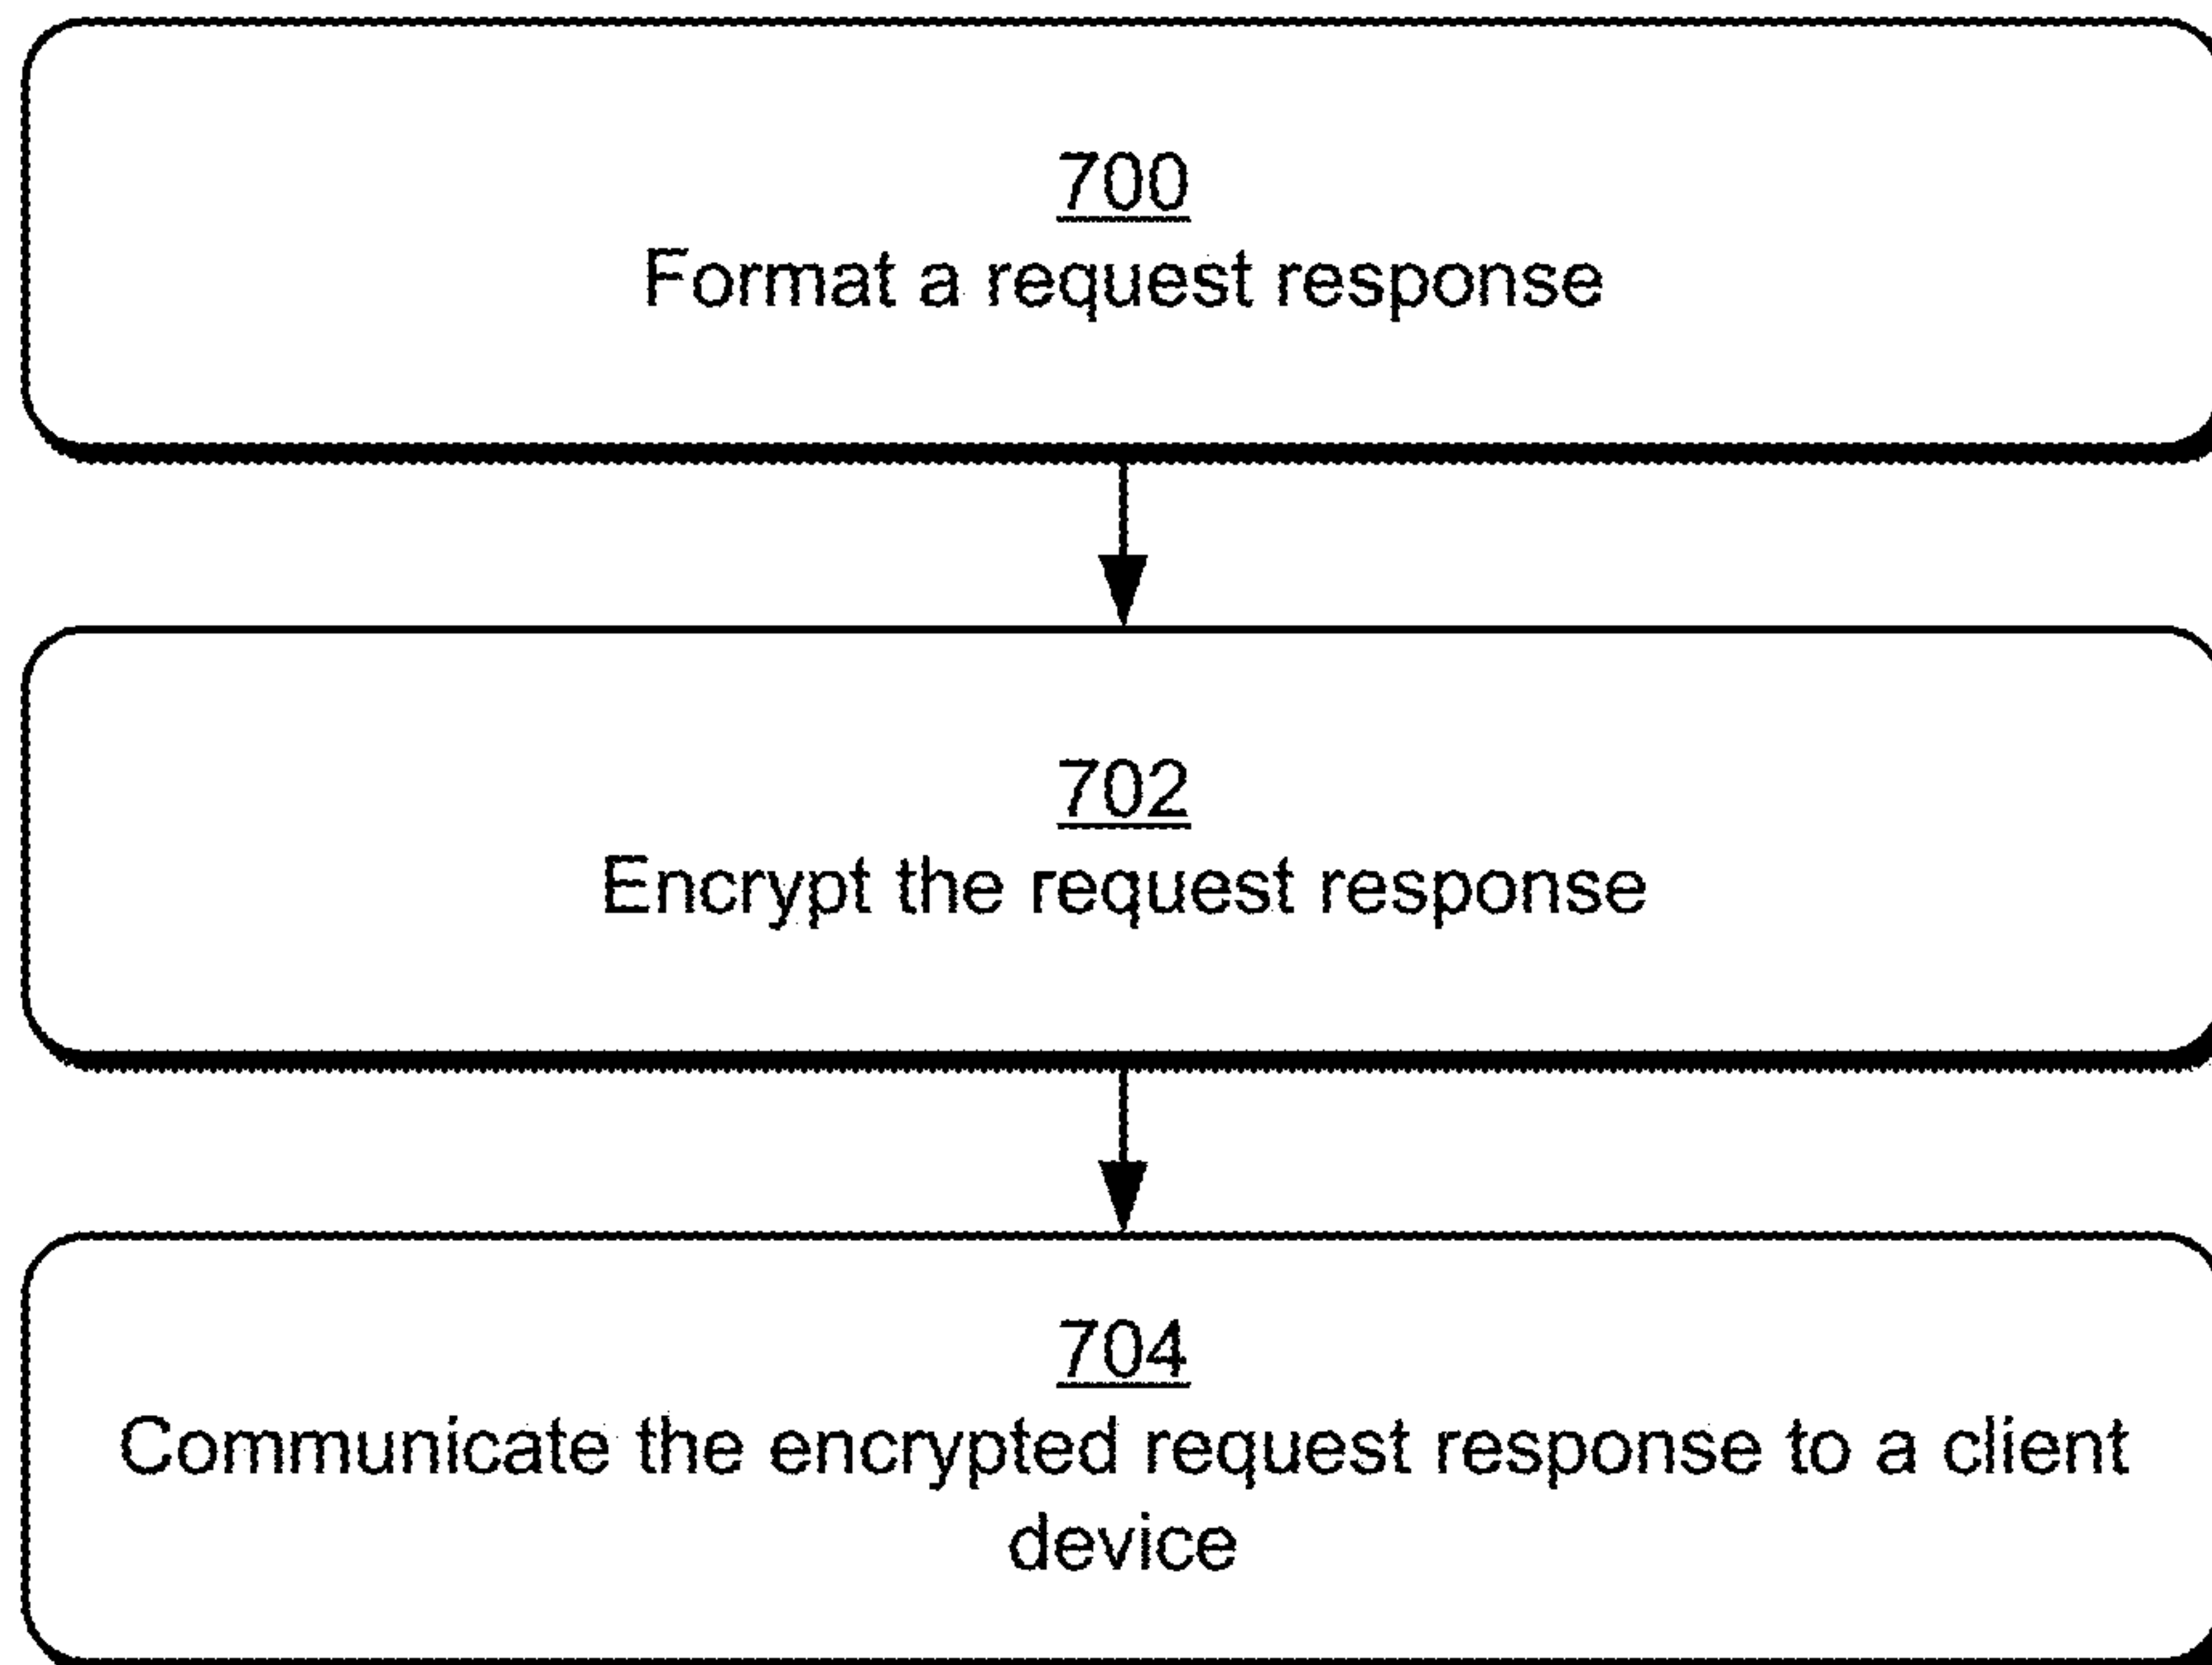 700
Format a request response
702
Encrypt the request response
704
Communicate the encrypted request response to a client
device